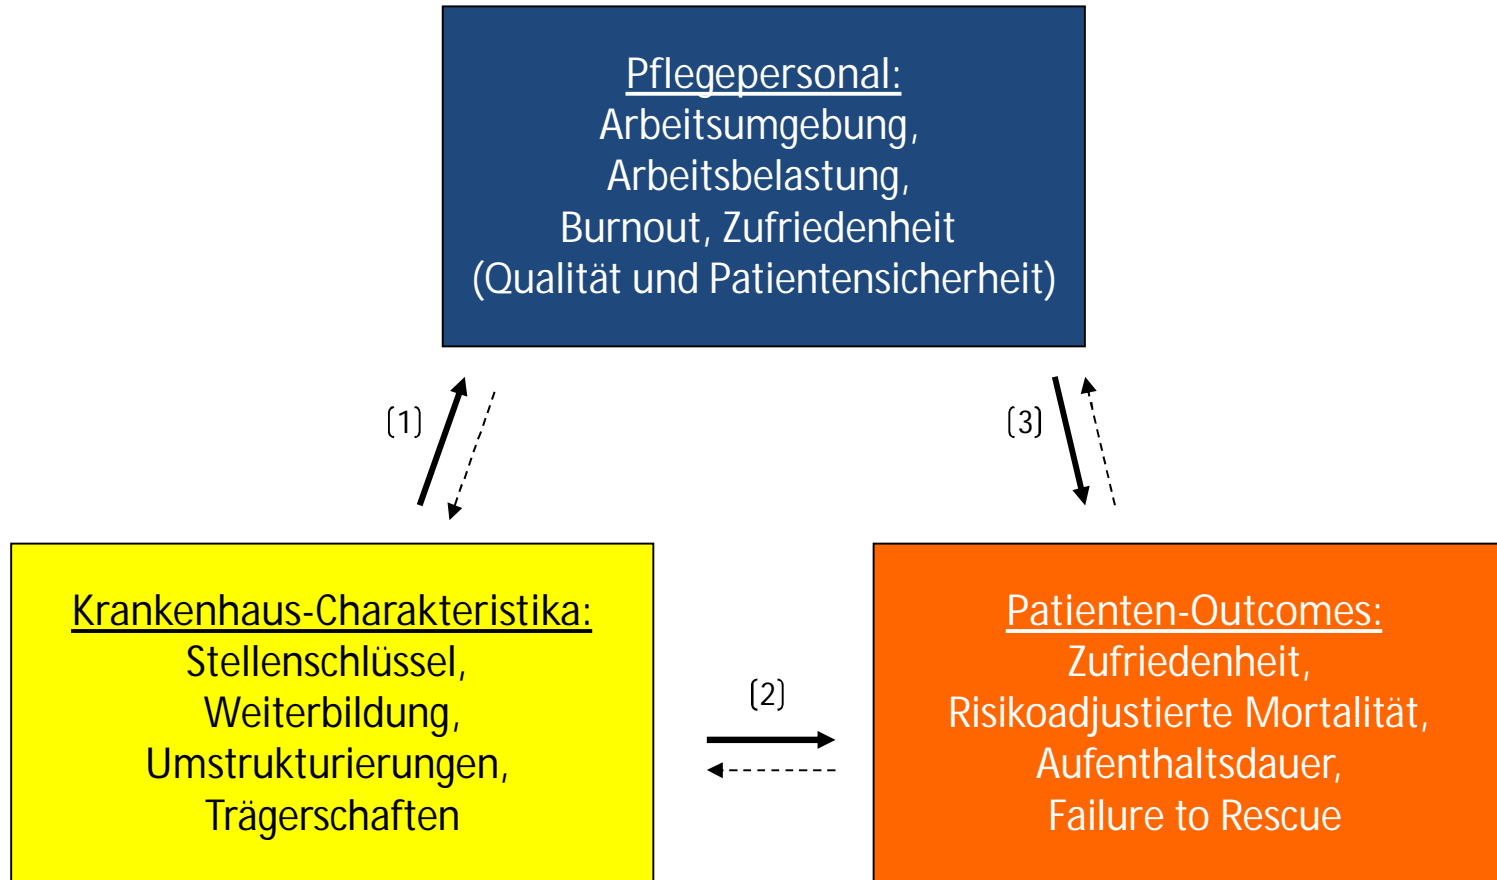 Pflegepersonal:
Arbeitsumgebung,
Arbeitsbelastung,
Burnout, Zufriedenheit
(Qualität und Patientensicherheit)
(1)
(3)
Krankenhaus-Charakteristika:
Stellenschlüssel,
Weiterbildung,
Umstrukturierungen,
Trägerschaften
(2)
Patienten-Outcomes:
Zufriedenheit,
Risikoadjustierte Mortalität,
Aufenthaltsdauer,
Failure to Rescue